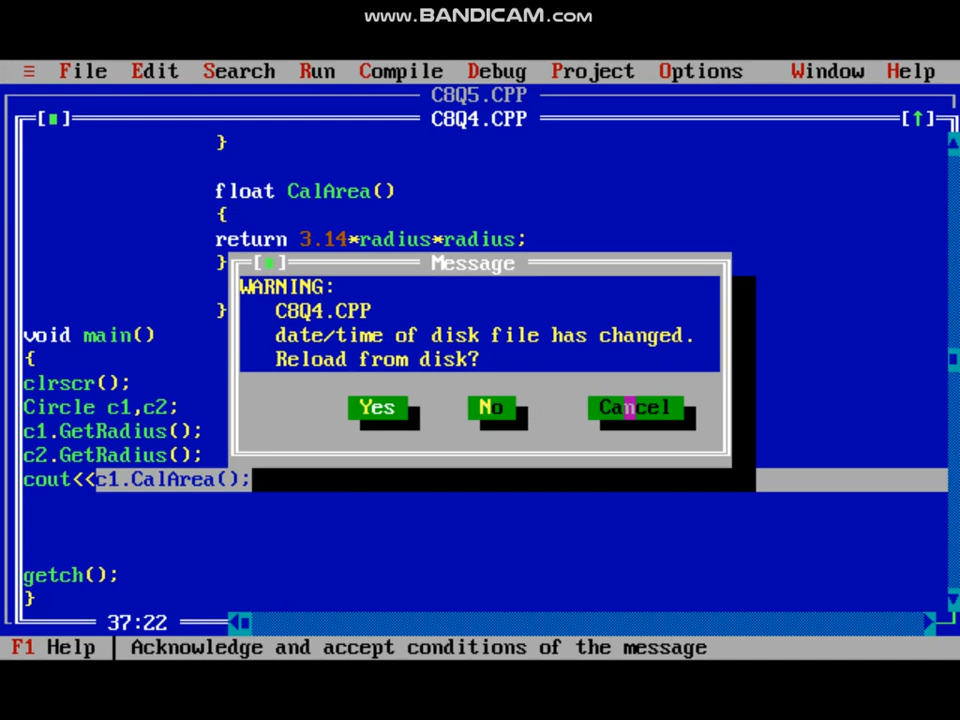 www.BANDICAM.com
≡ File Edit Search Run Compile Debug Project Options Window Help
C8Q5.CPP
[■] C8Q4.CPP [↑]
}
float CalArea()
{
return 3.14*radius*radius;
}
}
void main()
{
clrscr();
Circle c1,c2;
c1.GetRadius();
c2.GetRadius();
cout<<c1.CalArea();
getch();
}
37:22
[■] Message
WARNING:
C8Q4.CPP
date/time of disk file has changed.
Reload from disk?
Yes No Cancel
F1 Help │ Acknowledge and accept conditions of the message